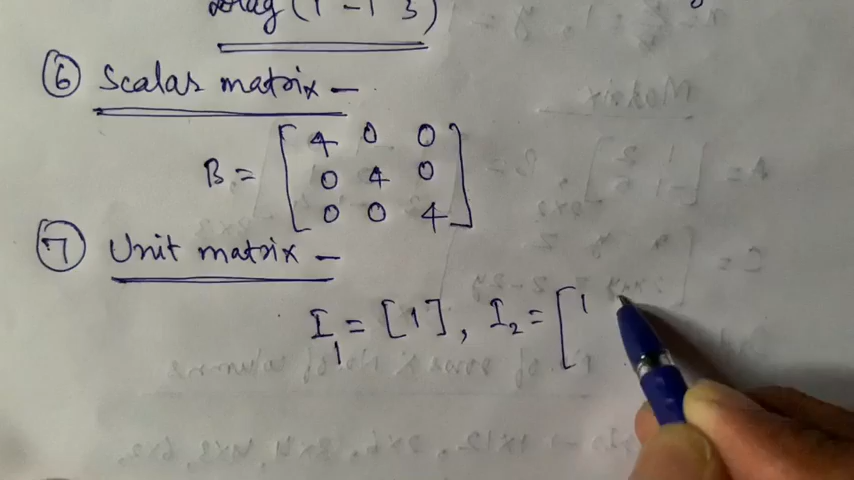 (1 -1 3)
⑥ Scalar matrix -
B = [4 0 0
0 4 0
0 0 4]
⑦ Unit matrix -
I₁ = [1], I₂ = [1